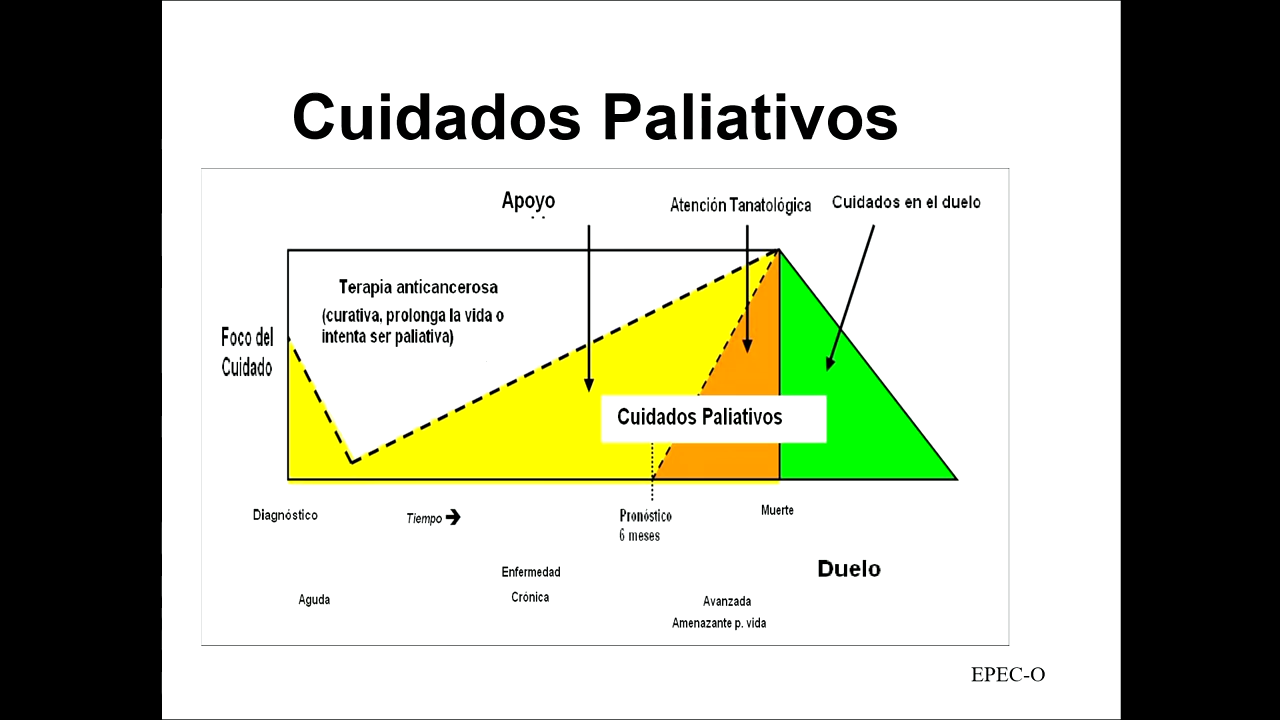 Cuidados Paliativos
Apoyo
Atención Tanatológica
Cuidados en el duelo
Terapia anticancerosa
(curativa, prolonga la vida o
intenta ser paliativa)
Foco del
Cuidado
Cuidados Paliativos
Diagnóstico
Tiempo
Pronóstico
6 meses
Muerte
Duelo
Enfermedad
Crónica
Aguda
Avanzada
Amenazante p. vida
EPEC-O